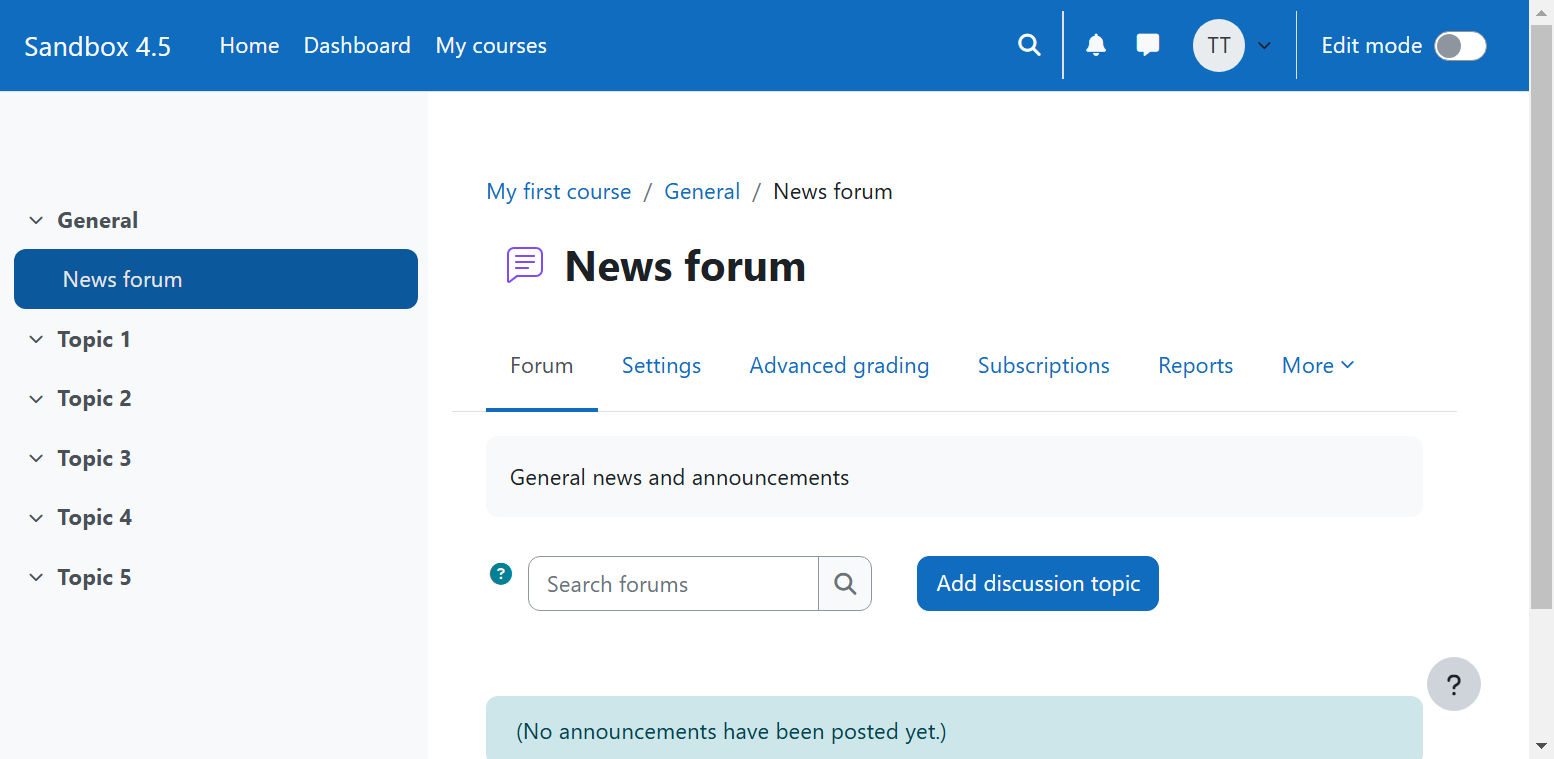 Sandbox 4.5 Home Dashboard My courses TT Edit mode
General
News forum
Topic 1
Topic 2
Topic 3
Topic 4
Topic 5
My first course / General / News forum
News forum
Forum Settings Advanced grading Subscriptions Reports More
General news and announcements
? Search forums Add discussion topic
?
(No announcements have been posted yet.)